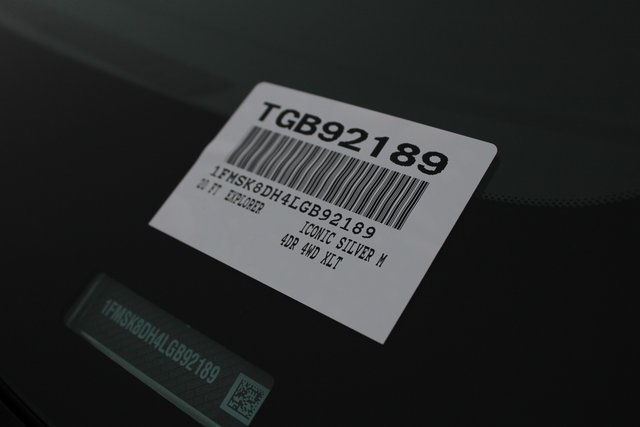 TGB92189
1FMSK8DH4LGB92189
20 FT EXPLORER
ICONIC SILVER M
4DR 4WD XLT
1FMSK8DH4LGB92189